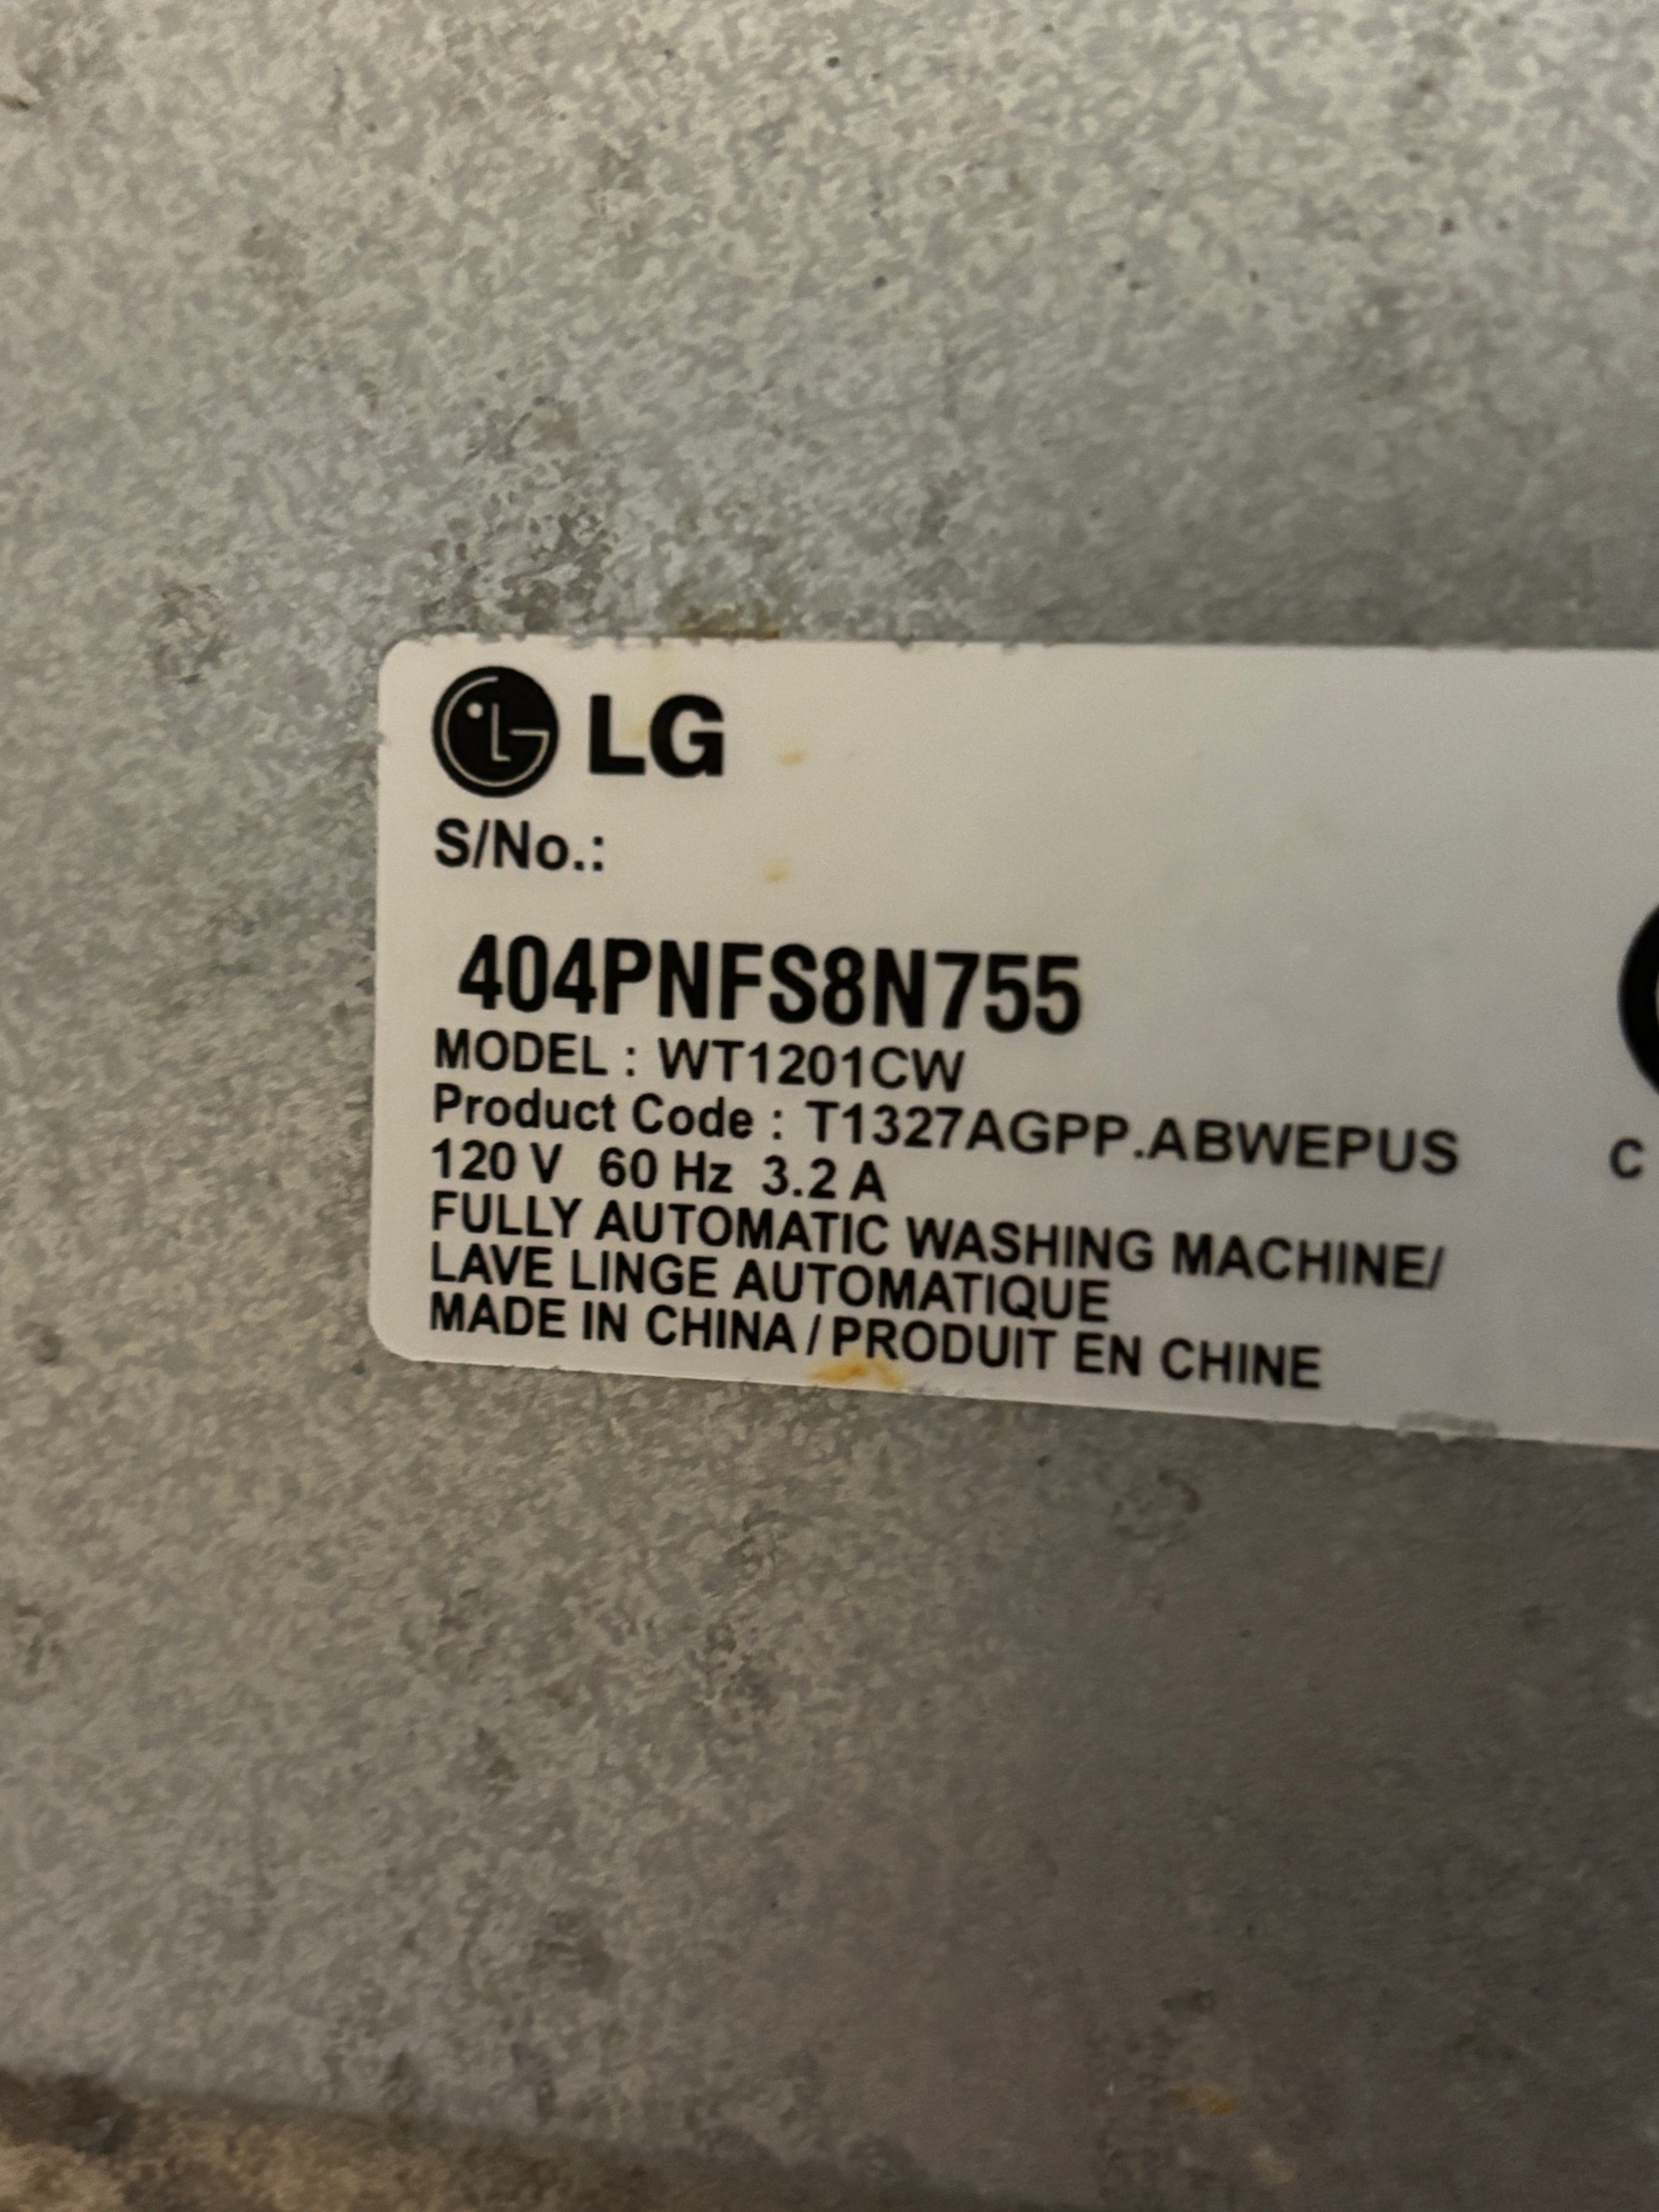 LG
S/No.:
404PNFS8N755
MODEL : WT1201CW
Product Code : T1327AGPP.ABWEPUS
120 V 60 Hz 3.2 A
FULLY AUTOMATIC WASHING MACHINE/
LAVE LINGE AUTOMATIQUE
MADE IN CHINA / PRODUIT EN CHINE
C